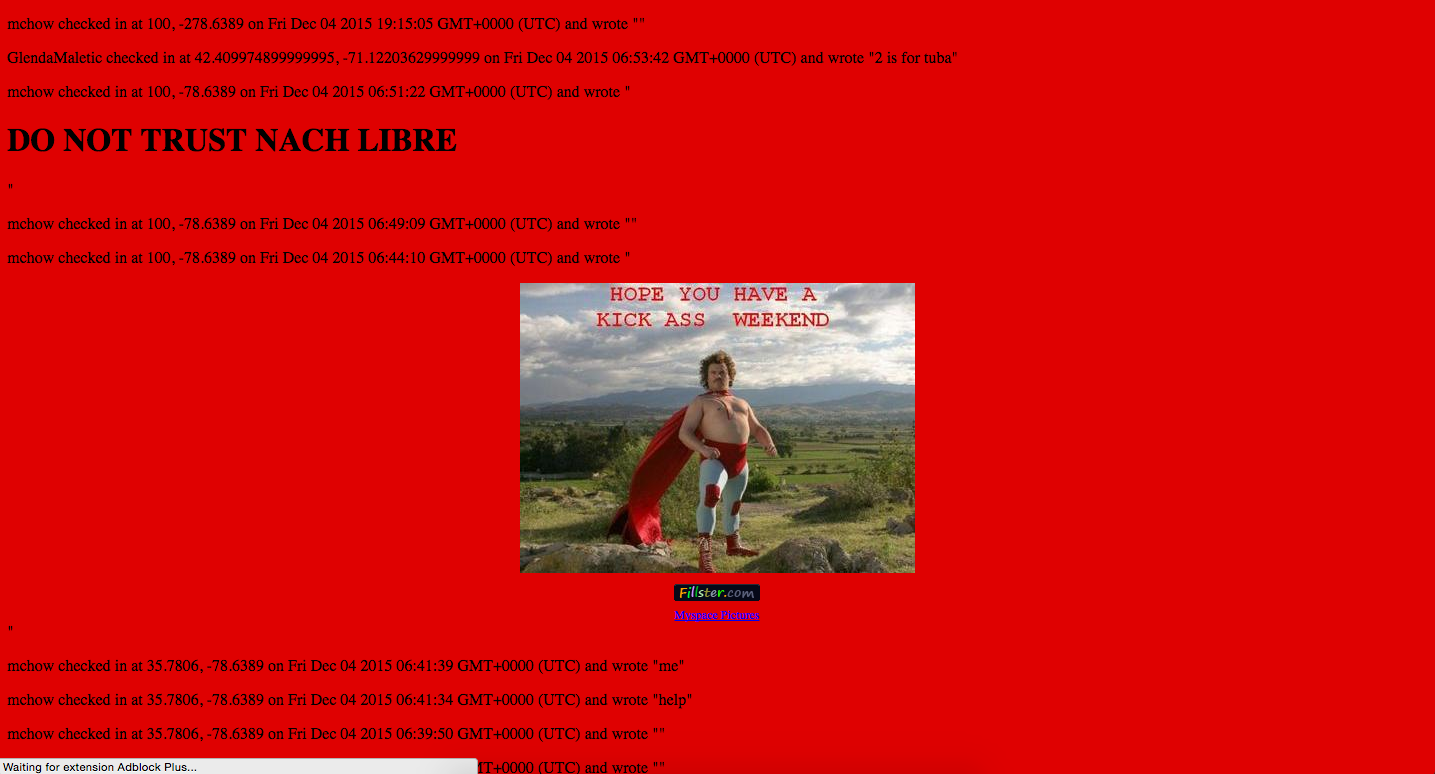 mchow checked in at 100, -278.6389 on Fri Dec 04 2015 19:15:05 GMT+0000 (UTC) and wrote ""
GlendaMaletic checked in at 42.409974899999995, -71.12203629999999 on Fri Dec 04 2015 06:53:42 GMT+0000 (UTC) and wrote "2 is for tuba"
mchow checked in at 100, -78.6389 on Fri Dec 04 2015 06:51:22 GMT+0000 (UTC) and wrote "
DO NOT TRUST NACH LIBRE
"
mchow checked in at 100, -78.6389 on Fri Dec 04 2015 06:49:09 GMT+0000 (UTC) and wrote ""
mchow checked in at 100, -78.6389 on Fri Dec 04 2015 06:44:10 GMT+0000 (UTC) and wrote "
HOPE YOU HAVE A
KICK ASS WEEKEND
Fillster.com
Myspace Pictures
"
mchow checked in at 35.7806, -78.6389 on Fri Dec 04 2015 06:41:39 GMT+0000 (UTC) and wrote "me"
mchow checked in at 35.7806, -78.6389 on Fri Dec 04 2015 06:41:34 GMT+0000 (UTC) and wrote "help"
mchow checked in at 35.7806, -78.6389 on Fri Dec 04 2015 06:39:50 GMT+0000 (UTC) and wrote ""
Waiting for extension Adblock Plus... +0000 (UTC) and wrote ""